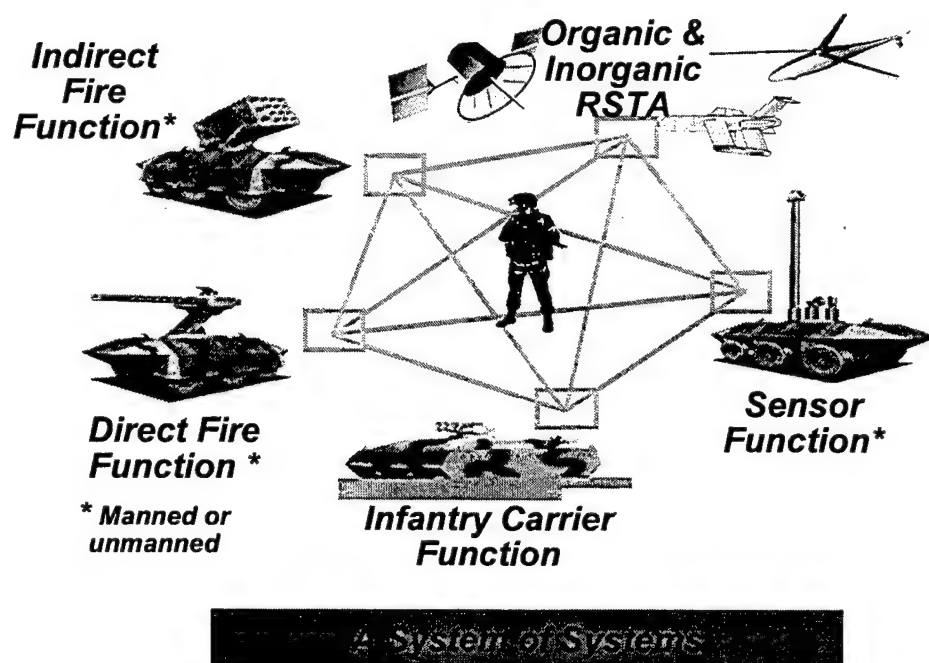 Indirect
Fire
Function*
Organic &
Inorganic
RSTA
Direct Fire
Function *
* Manned or
unmanned
Infantry Carrier
Function
Sensor
Function*
A System of Systems